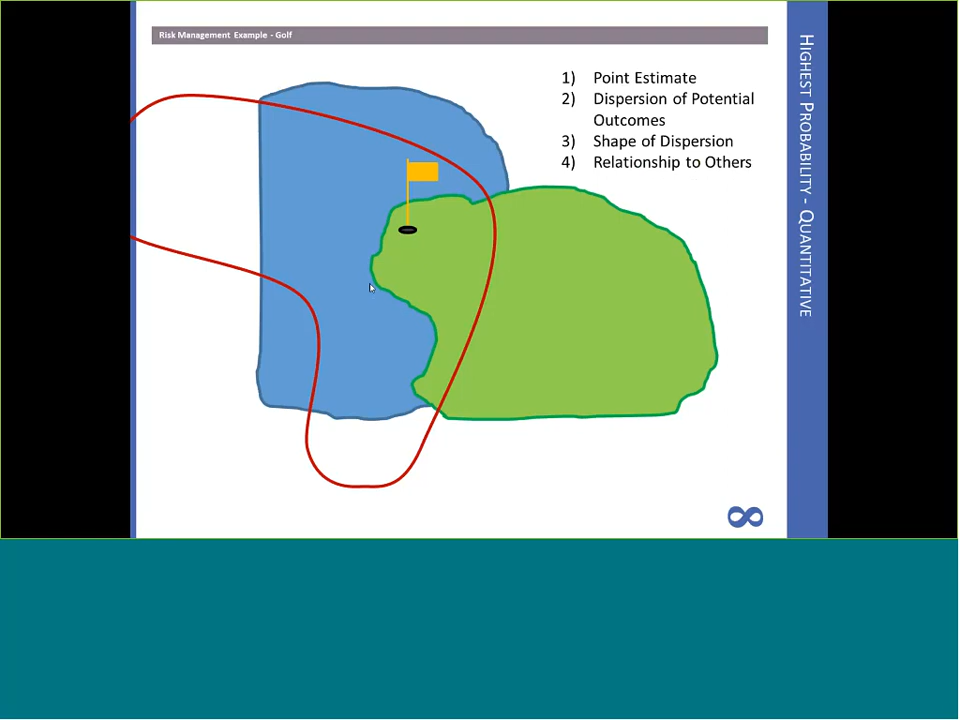 Risk Management Example - Golf
1) Point Estimate
2) Dispersion of Potential
Outcomes
3) Shape of Dispersion
4) Relationship to Others
HIGHEST PROBABILITY - QUANTITATIVE
8